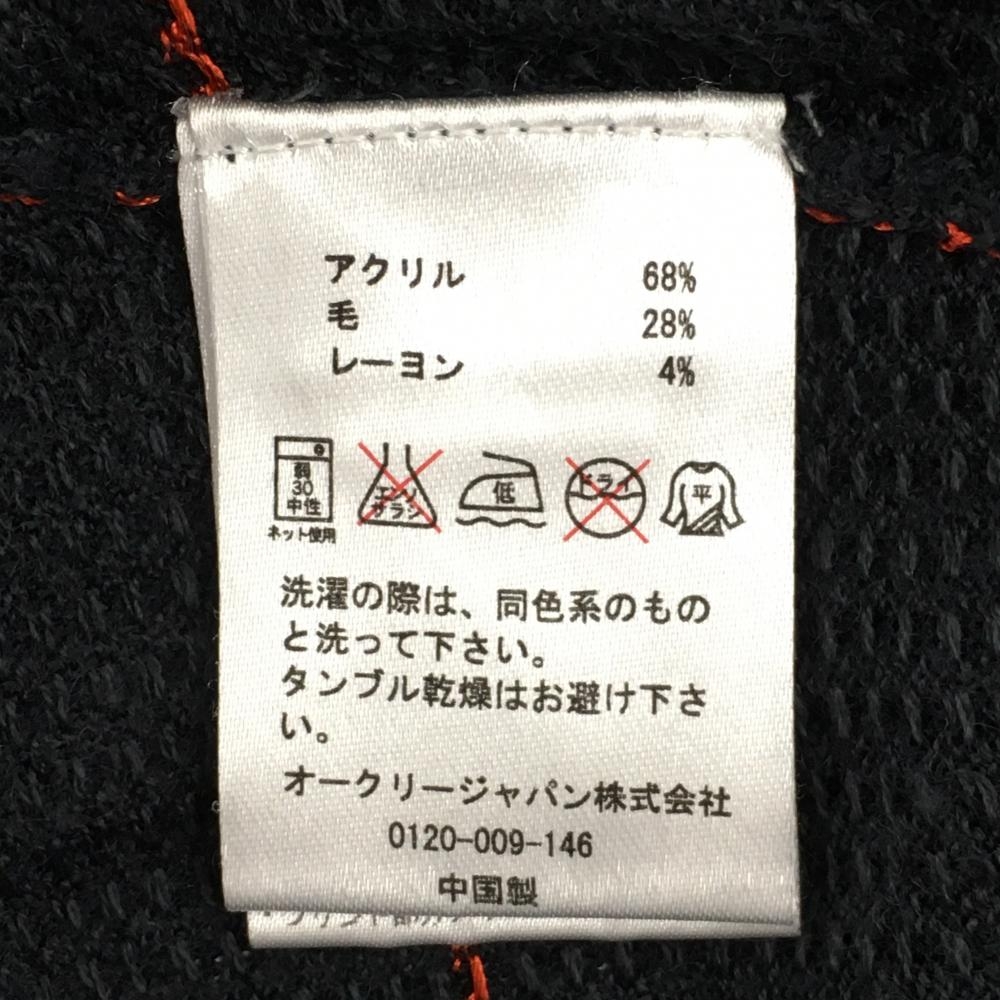 アクリル 68%
毛 28%
レーヨン 4%
弱
30
中性
ネット使用
エンソ
サラシ
低
ドライ
平
洗濯の際は、同色系のもの
と洗って下さい。
タンブル乾燥はお避け下さ
い。
オークリージャパン株式会社
0120-009-146
中国製